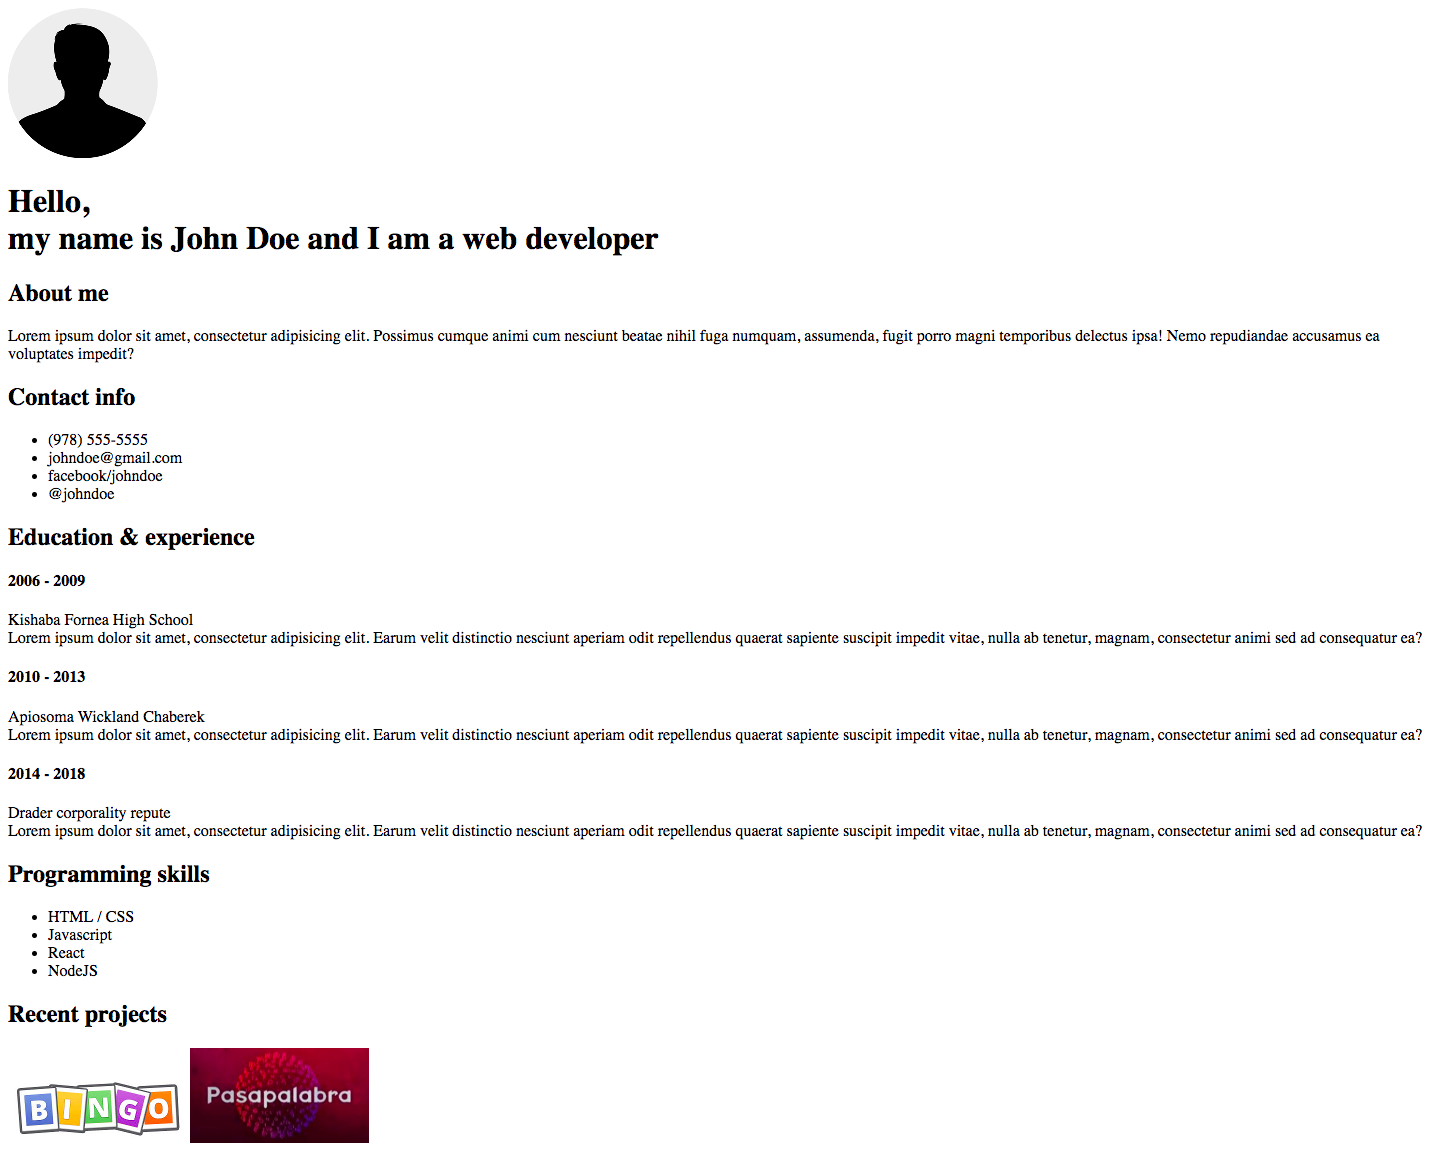 Hello,
my name is John Doe and I am a web developer
About me
Lorem ipsum dolor sit amet, consectetur adipisicing elit. Possimus cumque animi cum nesciunt beatae nihil fuga numquam, assumenda, fugit porro magni temporibus delectus ipsa! Nemo repudiandae accusamus ea
voluptates impedit?
Contact info
• (978) 555-5555
• johndoe@gmail.com
• facebook/johndoe
• @johndoe
Education & experience
2006 - 2009
Kishaba Fornea High School
Lorem ipsum dolor sit amet, consectetur adipisicing elit. Earum velit distinctio nesciunt aperiam odit repellendus quaerat sapiente suscipit impedit vitae, nulla ab tenetur, magnam, consectetur animi sed ad consequatur ea?
2010 - 2013
Apiosoma Wickland Chaberek
Lorem ipsum dolor sit amet, consectetur adipisicing elit. Earum velit distinctio nesciunt aperiam odit repellendus quaerat sapiente suscipit impedit vitae, nulla ab tenetur, magnam, consectetur animi sed ad consequatur ea?
2014 - 2018
Drader corporality repute
Lorem ipsum dolor sit amet, consectetur adipisicing elit. Earum velit distinctio nesciunt aperiam odit repellendus quaerat sapiente suscipit impedit vitae, nulla ab tenetur, magnam, consectetur animi sed ad consequatur ea?
Programming skills
• HTML / CSS
• Javascript
• React
• NodeJS
Recent projects
BINGO
Pasapalabra